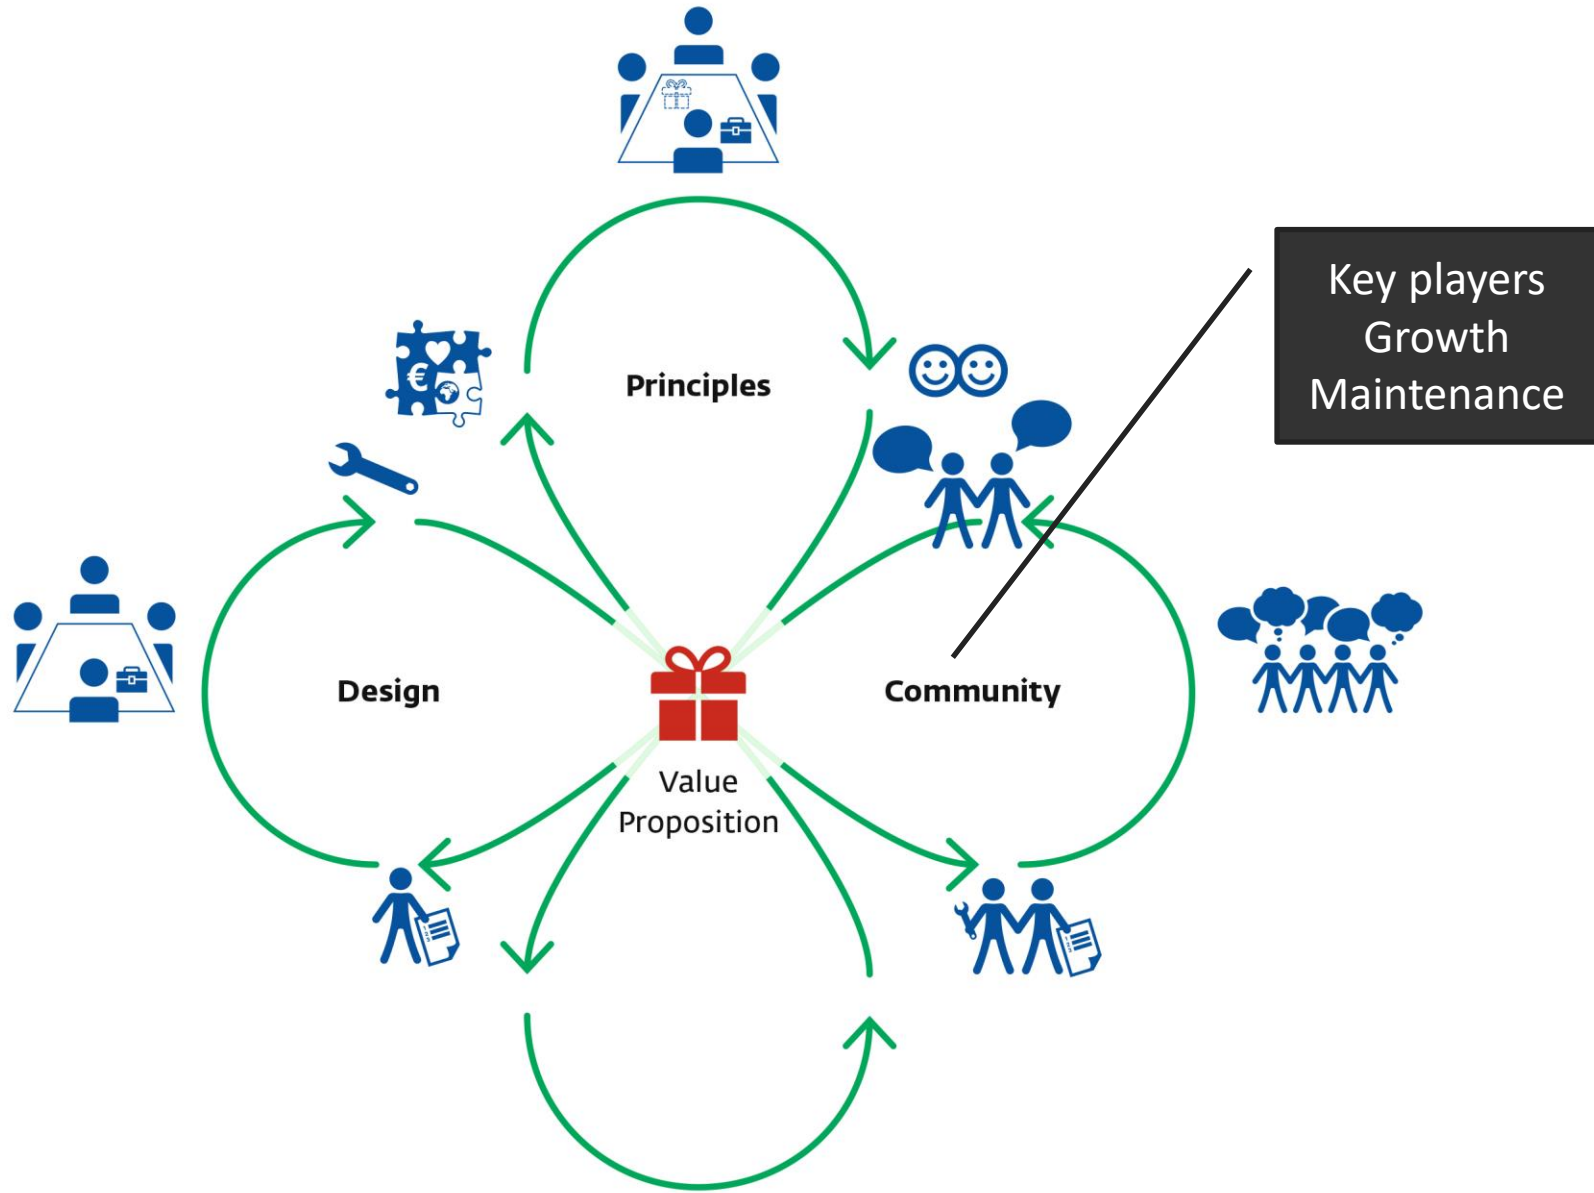 Key players
Growth
Maintenance
€
Principles
Design
Community
Value
Proposition